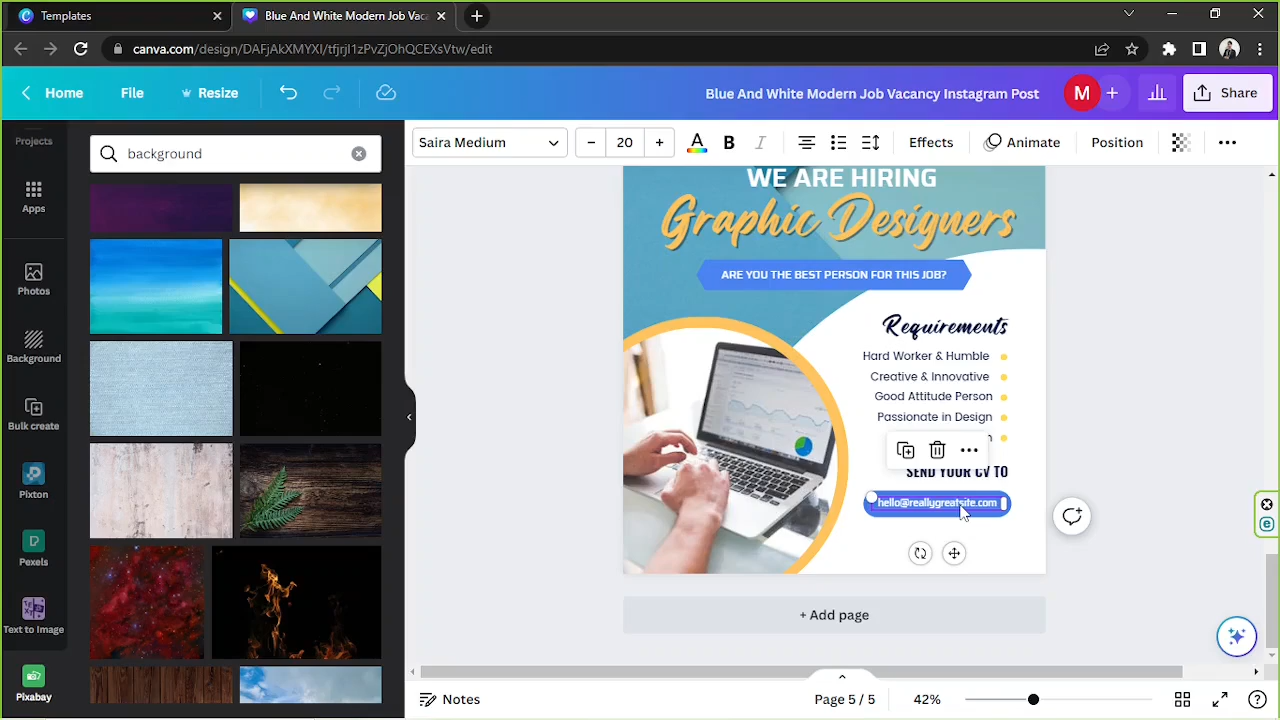 Templates
Blue And White Modern Job Vaca
canva.com/design/DAFjAkXMYXI/tfjrjI1zPvZjOhQCEXsVtw/edit
Home
File
Resize
Blue And White Modern Job Vacancy Instagram Post
M
Share
Projects
background
Saira Medium
20
A
B
I
Effects
Animate
Position
Apps
Photos
Background
Bulk create
Pixton
Pexels
Text to Image
Pixabay
WE ARE HIRING
Graphic Designers
ARE YOU THE BEST PERSON FOR THIS JOB?
Requirements
Hard Worker & Humble
Creative & Innovative
Good Attitude Person
Passionate in Design
SEND YOUR CV TO
hello@reallygreatsite.com
+ Add page
Notes
Page 5 / 5
42%